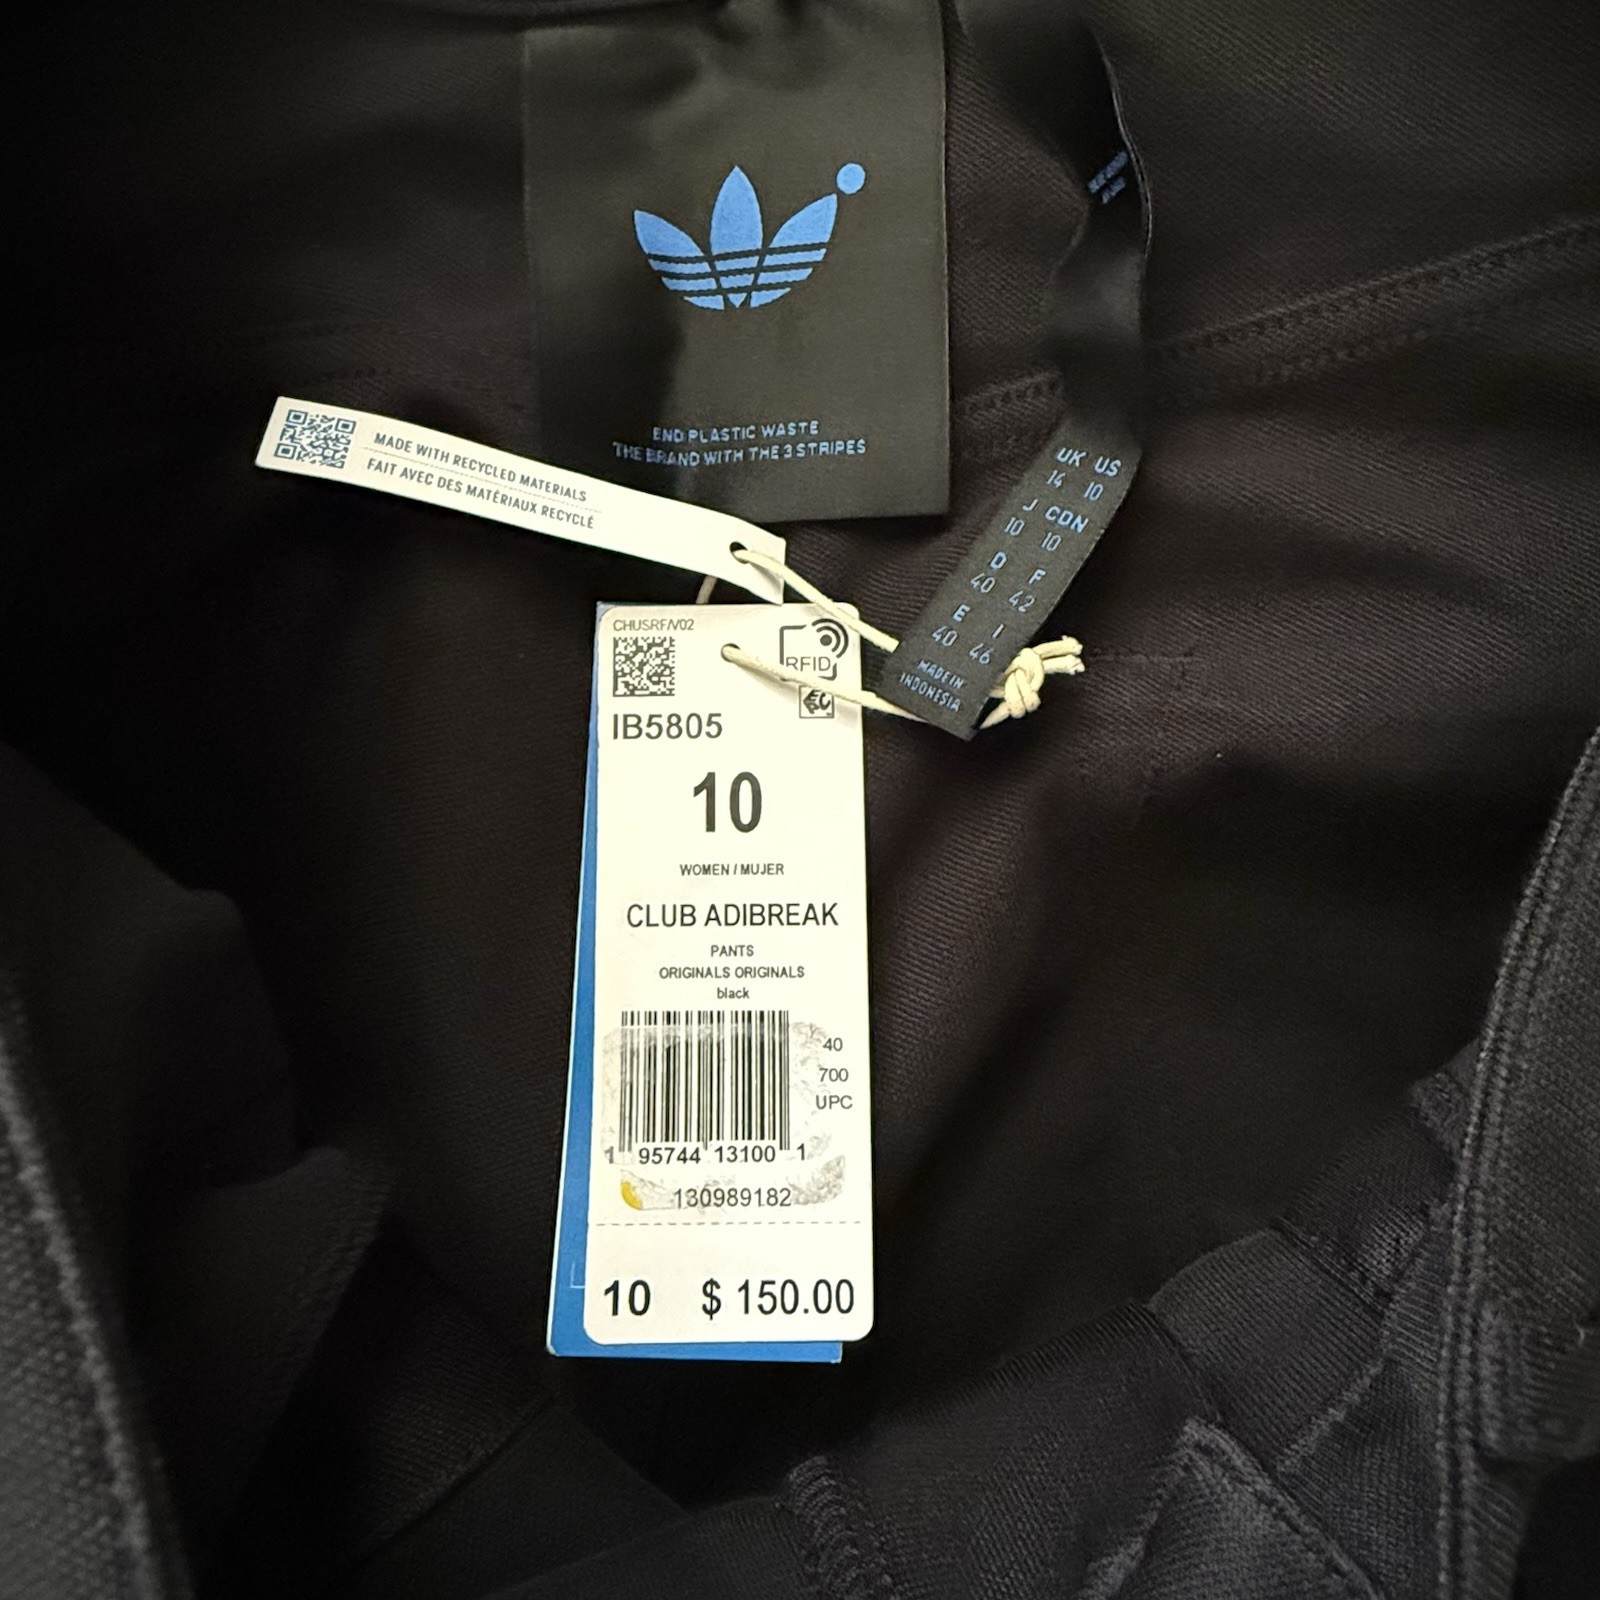 END PLASTIC WASTE
THE BRAND WITH THE 3 STRIPES
MADE WITH RECYCLED MATERIALS
FAIT AVEC DES MATÉRIAUX RECYCLÉ
UK US
14 10
J CDN
10 10
D F
40 42
E I
40 46
MADE IN
INDONESIA
CHUSRF/V02
RFID
IB5805
10
WOMEN / MUJER
CLUB ADIBREAK
PANTS
ORIGINALS ORIGINALS
black
40
700
UPC
1 95744 13100 1
130989182
10 $ 150.00